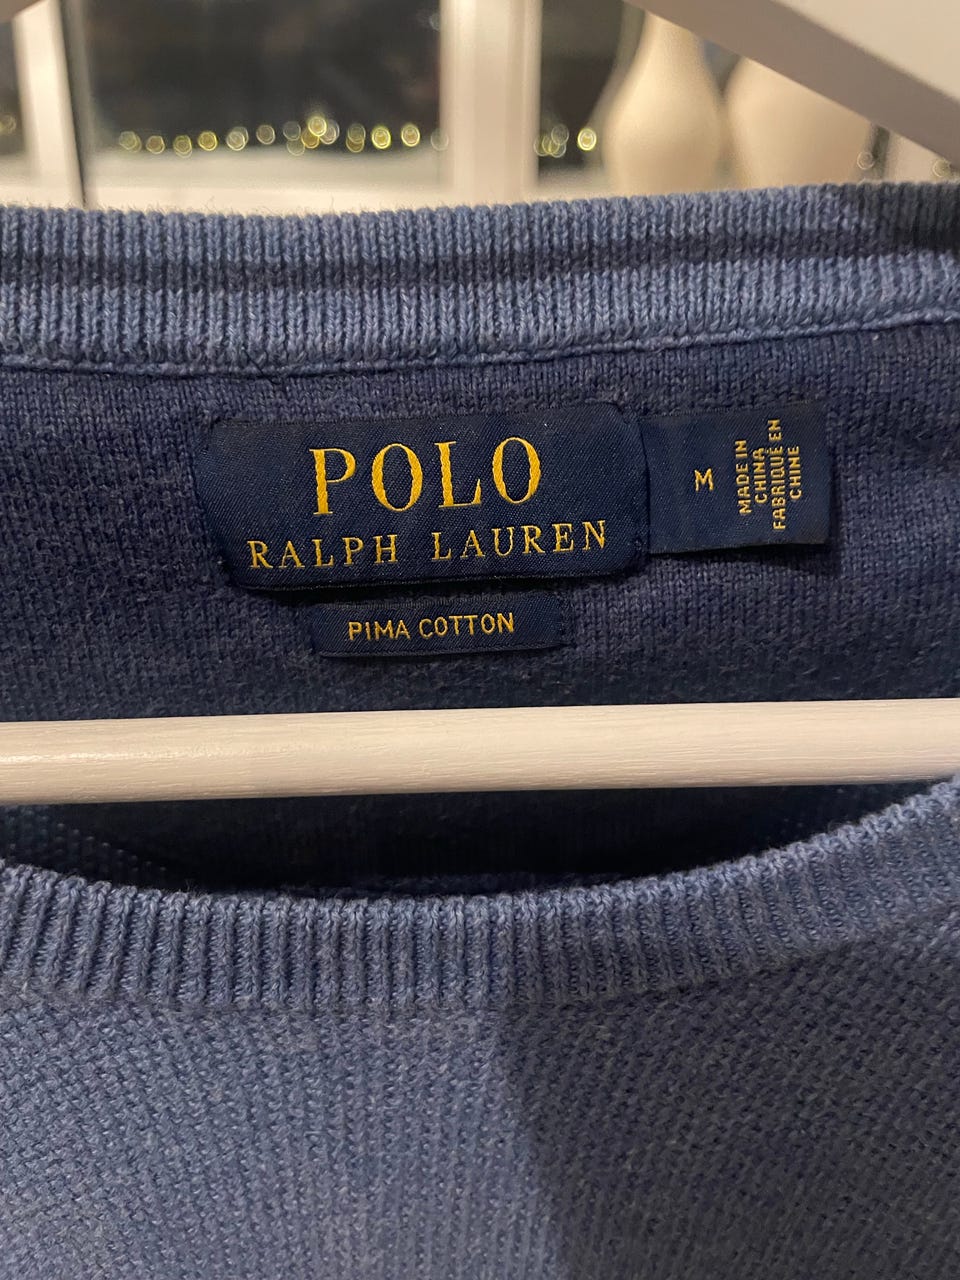 POLO
RALPH LAUREN
PIMA COTTON
M
MADE IN
CHINA
FABRIQUÉ EN
CHINE